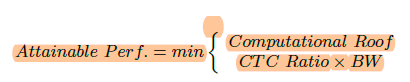 Computational Roof
Attainable Perf. = min{
CTC Ratio × BW